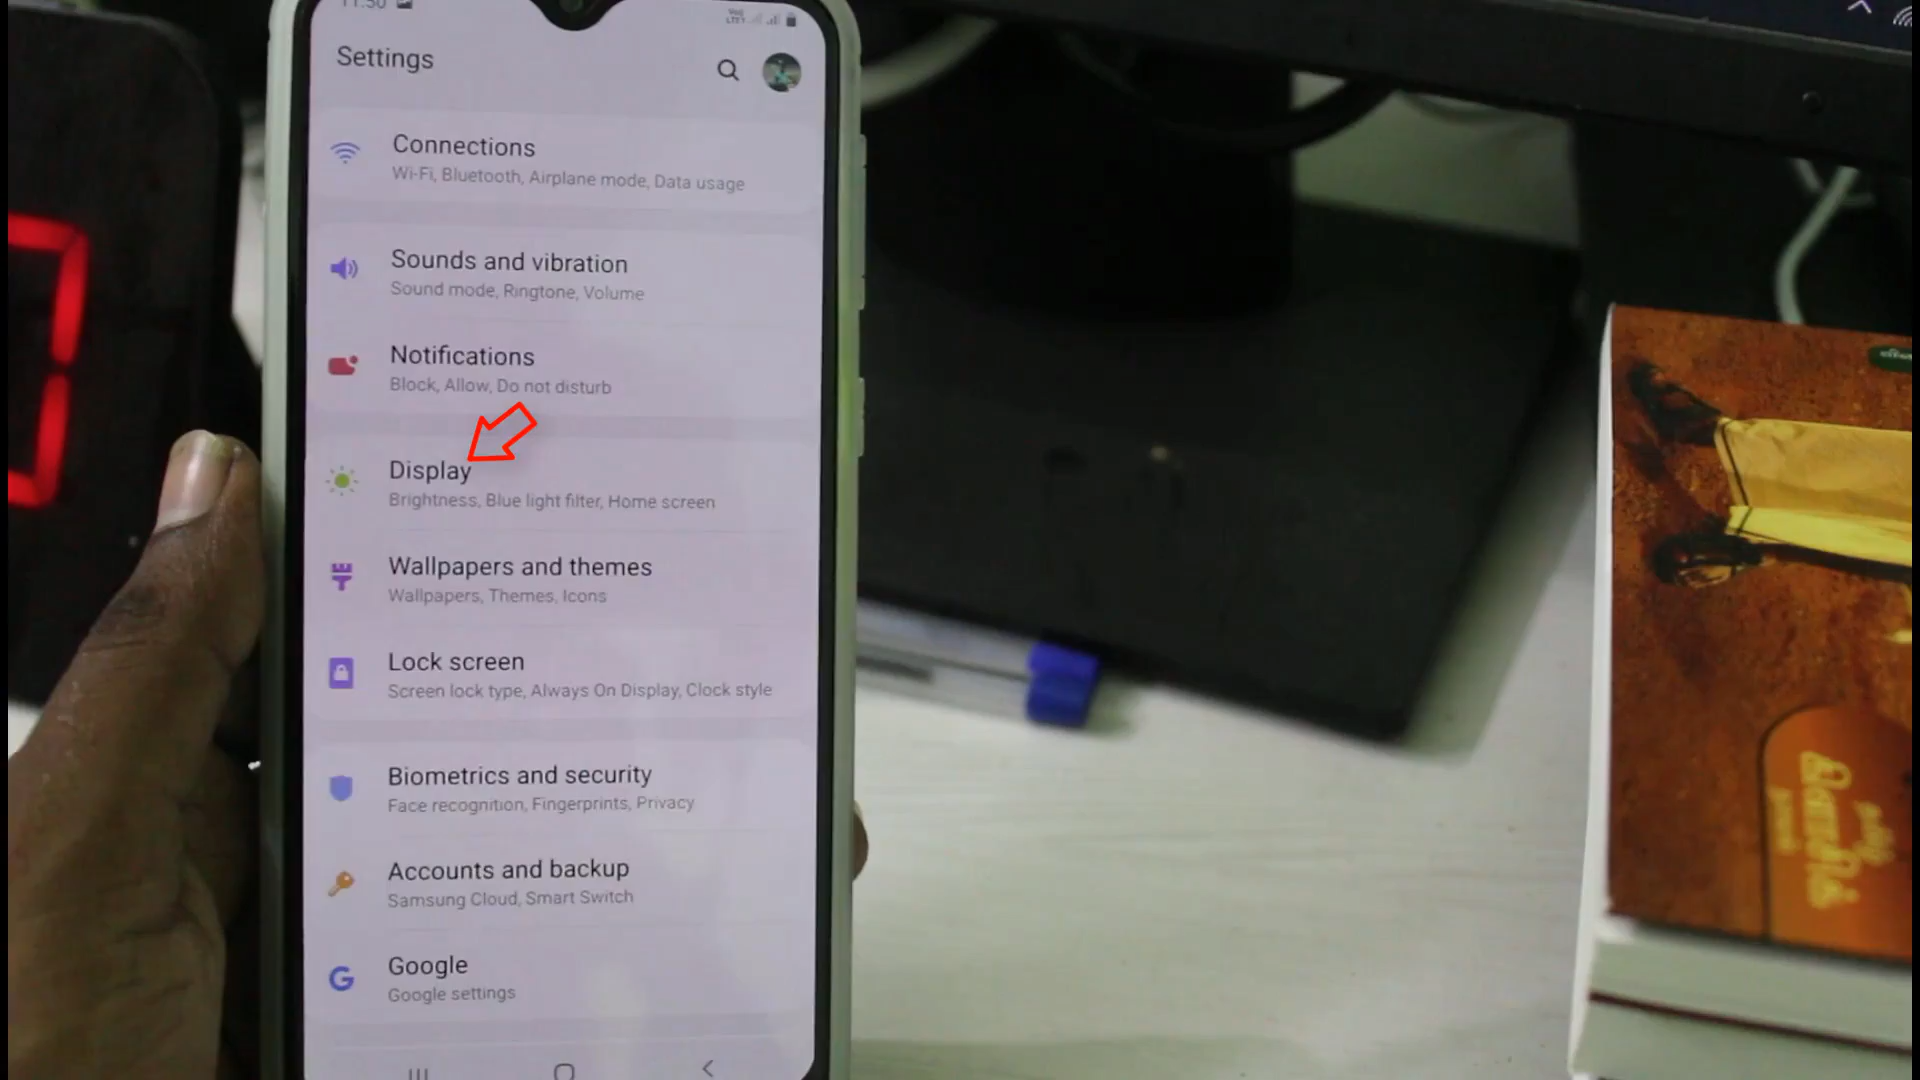 Settings
Connections
Wi-Fi, Bluetooth, Airplane mode, Data usage
Sounds and vibration
Sound mode, Ringtone, Volume
Notifications
Block, Allow, Do not disturb
Display
Brightness, Blue light filter, Home screen
Wallpapers and themes
Wallpapers, Themes, Icons
Lock screen
Screen lock type, Always On Display, Clock style
Biometrics and security
Face recognition, Fingerprints, Privacy
Accounts and backup
Samsung Cloud, Smart Switch
Google
Google settings